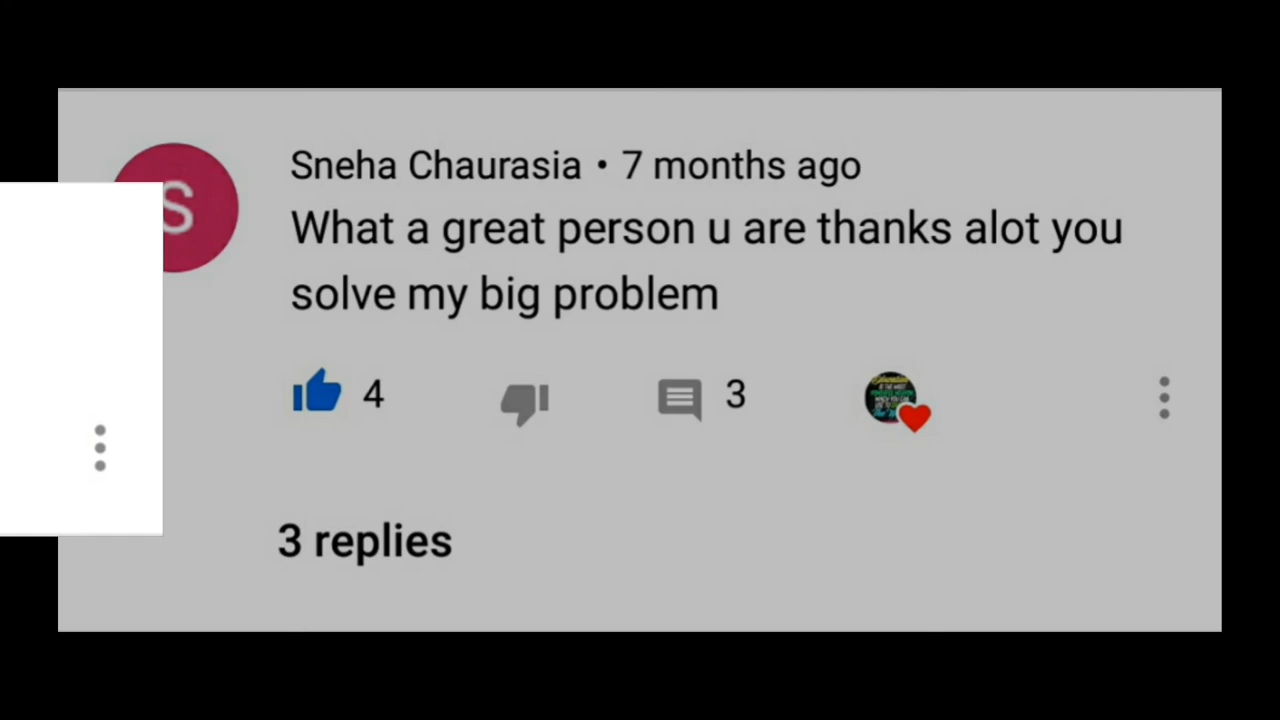 S
Sneha Chaurasia • 7 months ago
What a great person u are thanks alot you
solve my big problem
4
3
3 replies